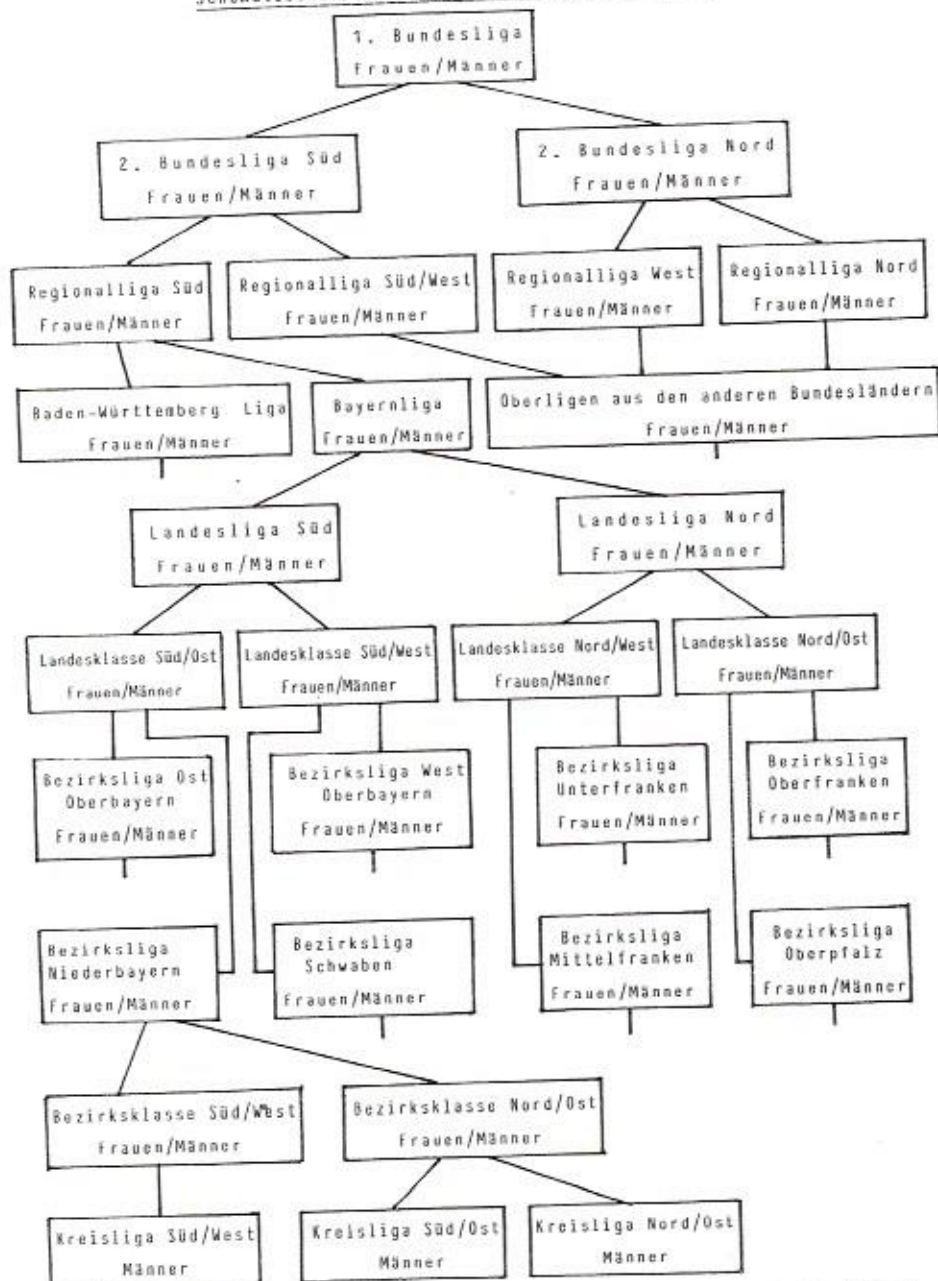 1. Bundesliga
Frauen/Männer
2. Bundesliga Süd
Frauen/Männer
2. Bundesliga Nord
Frauen/Männer
Regionalliga Süd
Frauen/Männer
Regionalliga Süd/West
Frauen/Männer
Regionalliga West
Frauen/Männer
Regionalliga Nord
Frauen/Männer
Baden-Württemberg Liga
Frauen/Männer
Bayernliga
Frauen/Männer
Oberligen aus den anderen Bundesländern
Frauen/Männer
Landesliga Süd
Frauen/Männer
Landesliga Nord
Frauen/Männer
Landesklasse Süd/Ost
Frauen/Männer
Landesklasse Süd/West
Frauen/Männer
Landesklasse Nord/West
Frauen/Männer
Landesklasse Nord/Ost
Frauen/Männer
Bezirksliga Ost
Oberbayern
Frauen/Männer
Bezirksliga West
Oberbayern
Frauen/Männer
Bezirksliga
Unterfranken
Frauen/Männer
Bezirksliga
Oberfranken
Frauen/Männer
Bezirksliga
Niederbayern
Frauen/Männer
Bezirksliga
Schwaben
Frauen/Männer
Bezirksliga
Mittelfranken
Frauen/Männer
Bezirksliga
Oberpfalz
Frauen/Männer
Bezirksklasse Süd/West
Frauen/Männer
Bezirksklasse Nord/Ost
Frauen/Männer
Kreisliga Süd/West
Männer
Kreisliga Süd/Ost
Männer
Kreisliga Nord/Ost
Männer